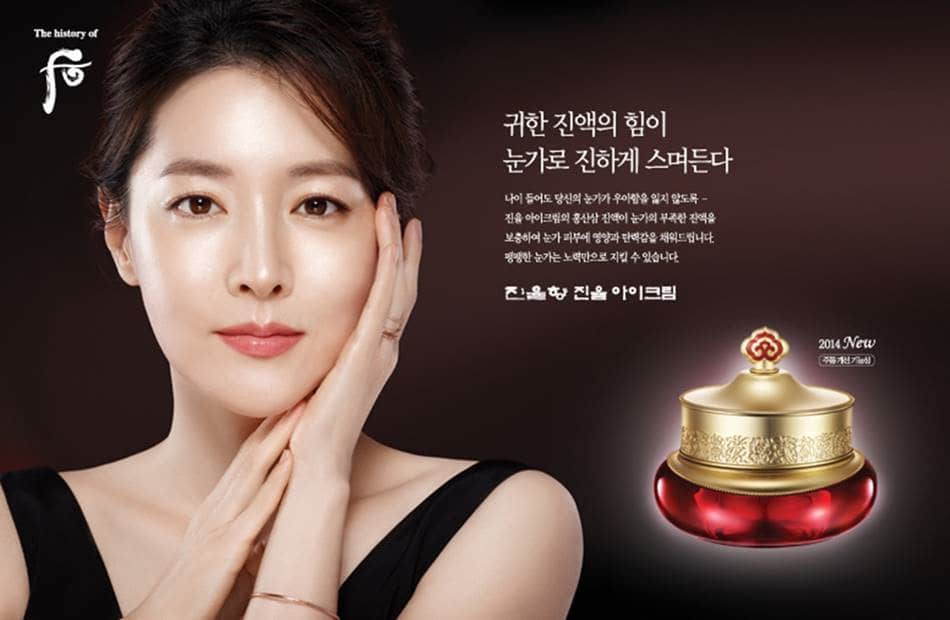 The history of
后
귀한 진액의 힘이
눈가로 진하게 스며든다
나이 들어도 당신의 눈가가 우아함을 잃지 않도록 –
진율 아이크림의 홍산삼 진액이 눈가의 부족한 진액을
보충하여 눈가 피부에 영양과 탄력감을 채워드립니다.
팽팽한 눈가는 노력만으로 지킬 수 있습니다.
진율향 진율 아이크림
2014 New
주름개선 기능성